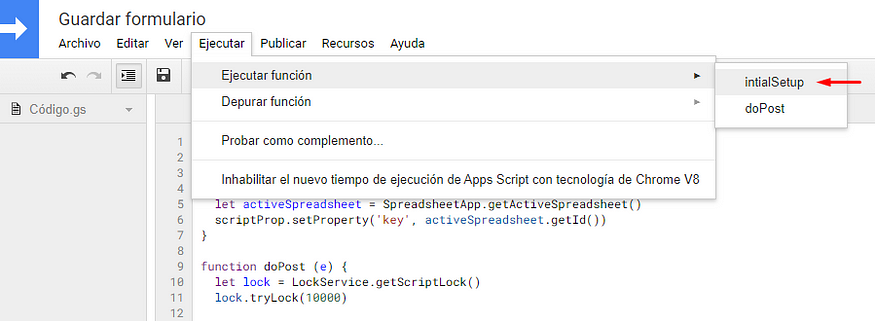 Guardar formulario
Archivo Editar Ver Ejecutar Publicar Recursos Ayuda
Ejecutar función
intialSetup
Depurar función
doPost
Probar como complemento...
Inhabilitar el nuevo tiempo de ejecución de Apps Script con tecnología de Chrome V8
Código.gs
1
2
3
4
5 let activeSpreadsheet = SpreadsheetApp.getActiveSpreadsheet()
6 scriptProp.setProperty('key', activeSpreadsheet.getId())
7 }
8
9 function doPost (e) {
10 let lock = LockService.getScriptLock()
11 lock.tryLock(10000)
12